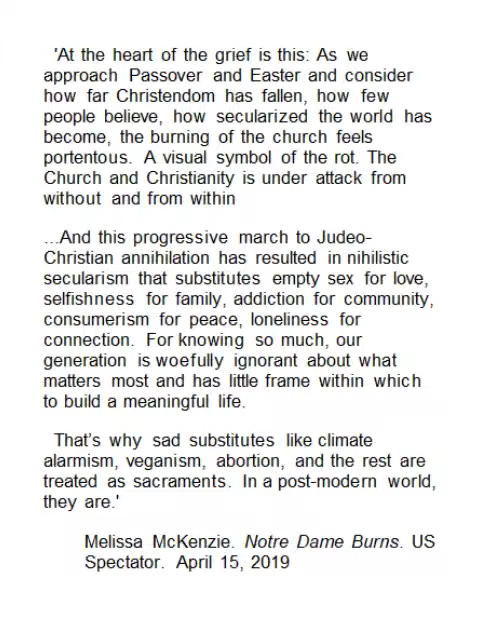 'At the heart of the grief is this: As we
approach Passover and Easter and consider
how far Christendom has fallen, how few
people believe, how secularized the world has
become, the burning of the church feels
portentous. A visual symbol of the rot. The
Church and Christianity is under attack from
without and from within
...And this progressive march to Judeo-
Christian annihilation has resulted in nihilistic
secularism that substitutes empty sex for love,
selfishness for family, addiction for community,
consumerism for peace, loneliness for
connection. For knowing so much, our
generation is woefully ignorant about what
matters most and has little frame within which
to build a meaningful life.
That’s why sad substitutes like climate
alarmism, veganism, abortion, and the rest are
treated as sacraments. In a post-modern world,
they are.'
Melissa McKenzie. Notre Dame Burns. US
Spectator. April 15, 2019